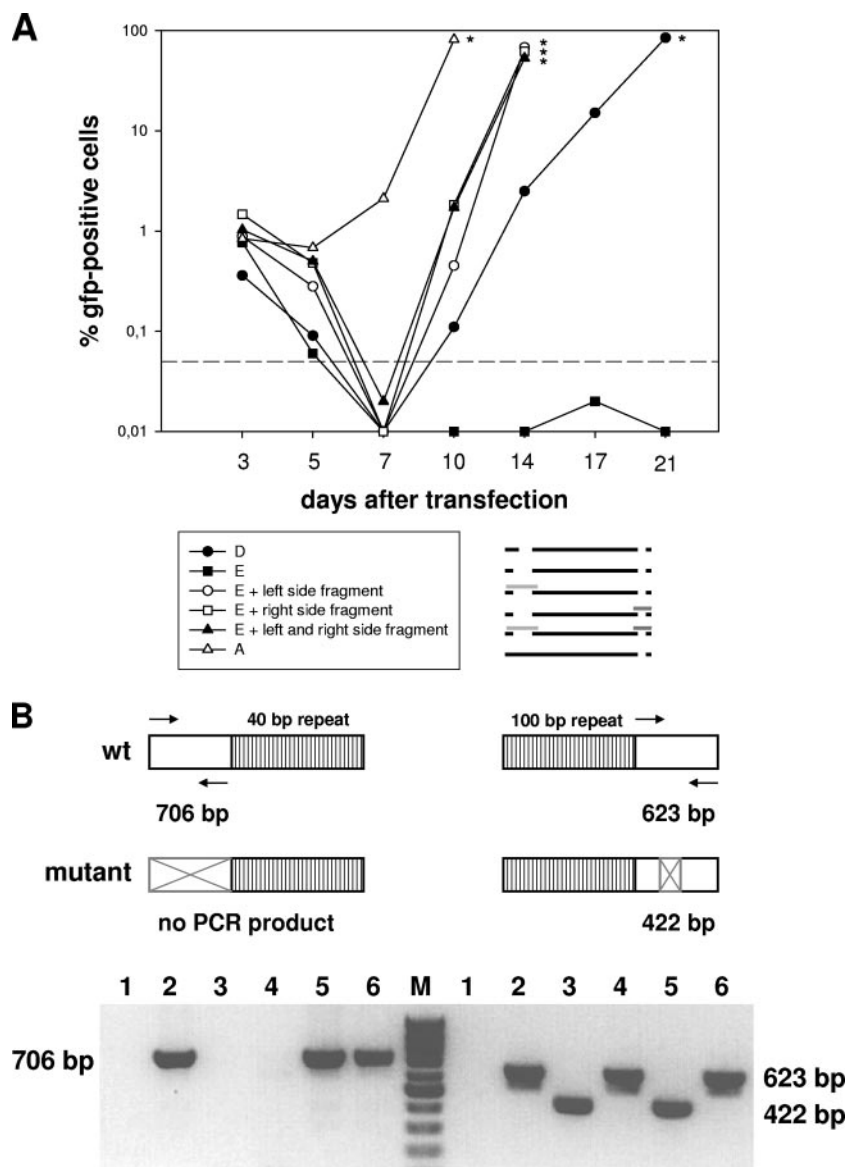 A
% gfp-positive cells
100
10
1
0,1
0,01
*
*
*
*
*
3 5 7 10 14 17 21
days after transfection
D
E
E + left side fragment
E + right side fragment
E + left and right side fragment
A
B
wt
40 bp repeat
100 bp repeat
706 bp
623 bp
mutant
no PCR product
422 bp
1 2 3 4 5 6 M 1 2 3 4 5 6
706 bp
623 bp
422 bp